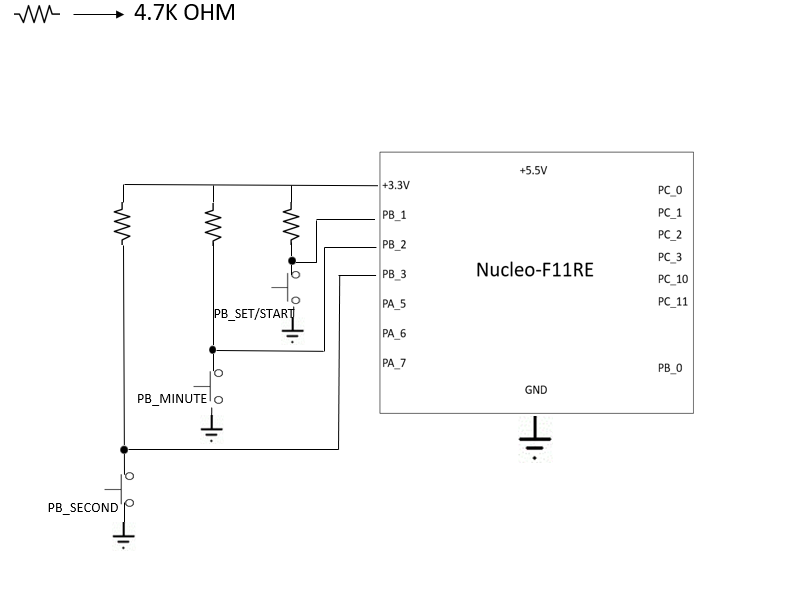 4.7K OHM
+5.5V
+3.3V
PB_1
PB_2
PB_3
PA_5
PA_6
PA_7
Nucleo-F11RE
PC_0
PC_1
PC_2
PC_3
PC_10
PC_11
PB_0
GND
PB_SET/START
PB_MINUTE
PB_SECOND